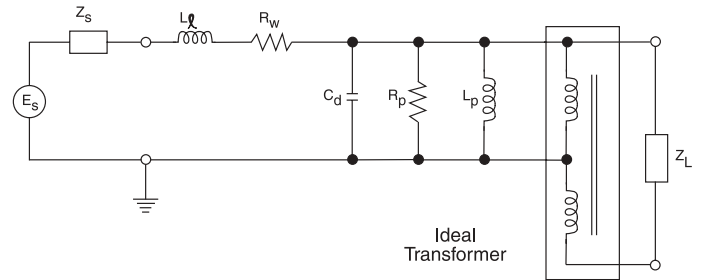 Z_s
L_ℓ
R_w
E_s
C_d
R_p
L_p
Z_L
Ideal
Transformer